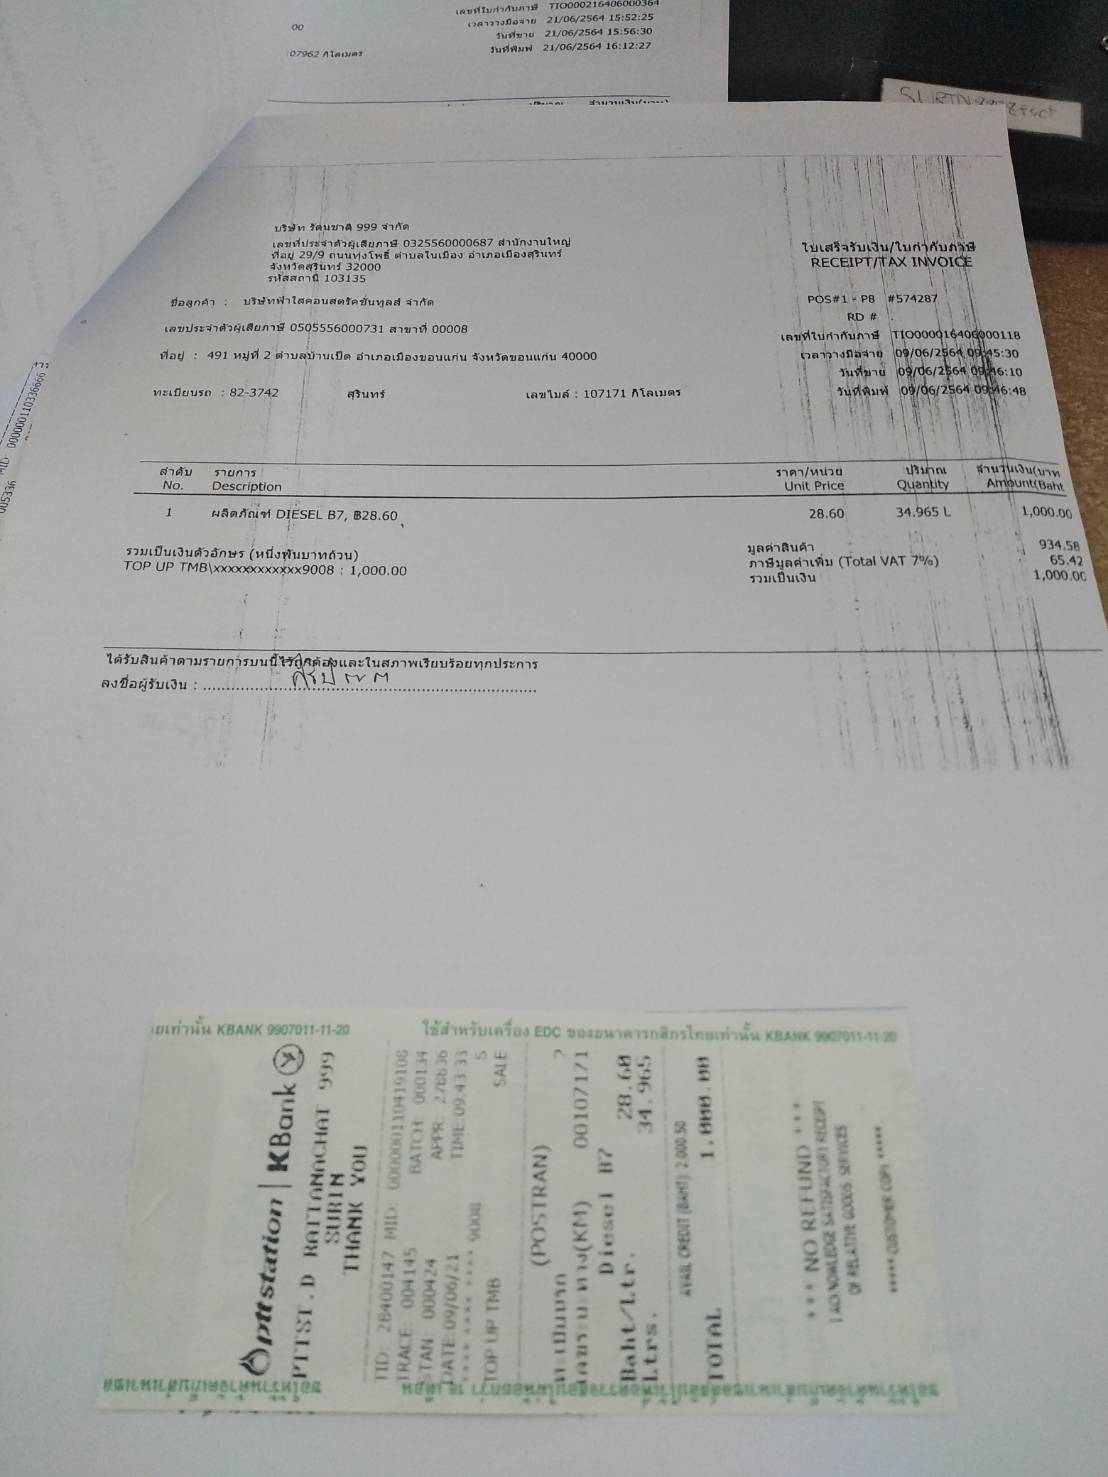 เลขที่ใบกำกับภาษี TIO000216406000364
00 เวลาวางมือจ่าย 21/06/2564 15:52:25
วันที่ขาย 21/06/2564 15:56:30
07962 กิโลเมตร วันที่พิมพ์ 21/06/2564 16:12:27
บริษัท รัตนชาติ 999 จำกัด
เลขที่ประจำตัวผู้เสียภาษี 0325560000687 สำนักงานใหญ่
ที่อยู่ 29/9 ถนนทุ่งโพธิ์ ตำบลในเมือง อำเภอเมืองสุรินทร์
จังหวัดสุรินทร์ 32000
รหัสสถานี 103135
ใบเสร็จรับเงิน/ใบกำกับภาษี
RECEIPT/TAX INVOICE
ชื่อลูกค้า : บริษัทฟ้าใสคอนสตรัคชั่นทูลส์ จำกัด
POS#1 - P8 #574287
RD #
เลขประจำตัวผู้เสียภาษี 0505556000731 สาขาที่ 00008
เลขที่ใบกำกับภาษี TIO000016406000118
ที่อยู่ : 491 หมู่ที่ 2 ตำบลบ้านเป็ด อำเภอเมืองขอนแก่น จังหวัดขอนแก่น 40000
เวลาวางมือจ่าย 09/06/2564 09:45:30
วันที่ขาย 09/06/2564 09:46:10
ทะเบียนรถ : 82-3742 สุรินทร์ เลขไมล์ : 107171 กิโลเมตร
วันที่พิมพ์ 09/06/2564 09:46:48
ลำดับ รายการ ราคา/หน่วย ปริมาณ จำนวนเงิน(บาท
No. Description Unit Price Quantity Amount(Baht
1 ผลิตภัณฑ์ DIESEL B7, ฿28.60 28.60 34.965 L 1,000.00
รวมเป็นเงินตัวอักษร (หนึ่งพันบาทถ้วน) มูลค่าสินค้า 934.58
TOP UP TMB\xxxxxxxxxxxx9008 : 1,000.00 ภาษีมูลค่าเพิ่ม (Total VAT 7%) 65.42
รวมเป็นเงิน 1,000.00
ได้รับสินค้าตามรายการบนนี้ไว้ถูกต้องและในสภาพเรียบร้อยทุกประการ
ลงชื่อผู้รับเงิน :
ยเท่านั้น KBANK 9907011-11-20 ใช้สำหรับเครื่อง EDC ของธนาคารกสิกรไทยเท่านั้น KBANK 9907011-11-20
pttstation | KBank
PTTST.D RATTANACHAT 999
SURIN
THANK YOU
TID: 28400147 MID: 000000110419108
TRACE: 004145 BATCH: 000134
STAN: 000424 APPR: 278836
DATE:09/06/21 TIME:09:43:33
**** **** **** 9008 S
TOP UP TMB SALE
(POSTRAN)
ทะเบียนรถ ?
เลขระยะทาง(KM) 00107171
Diesel B7
Baht/Ltr. 28.60
Ltrs. 34.965
AVAIL CREDIT (BAHT): 2,000.50
TOTAL 1,000.00
*** NO REFUND ***
I ACKNOWLEDGE SATISFACTORY RECEIPT
OF RELATIVE GOODS SERVICES
***** CUSTOMER COPY *****